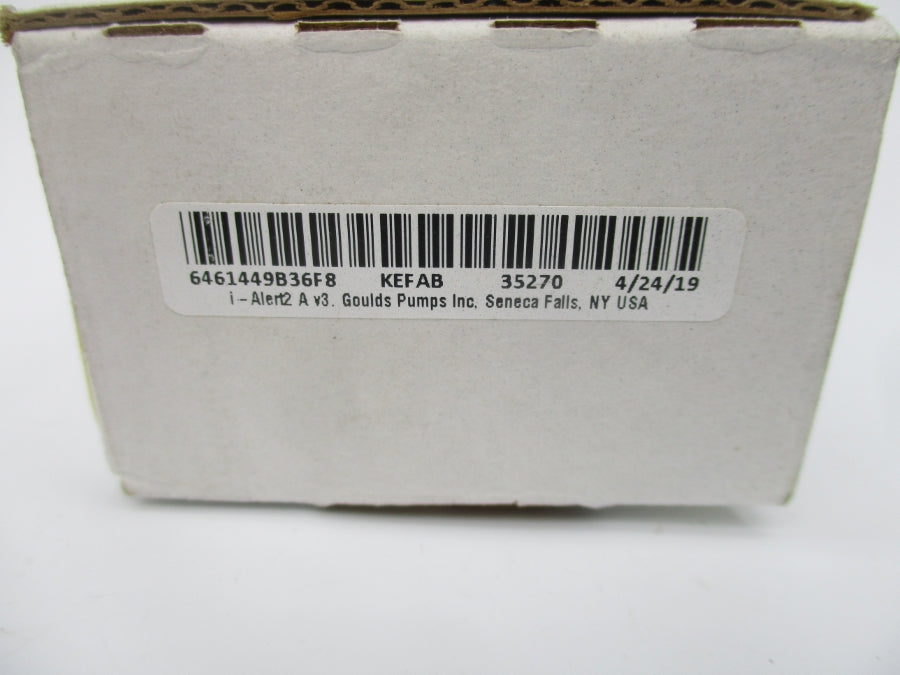 6461449B36F8 KEFAB 35270 4/24/19
i-Alert2 A v3. Goulds Pumps Inc, Seneca Falls, NY USA